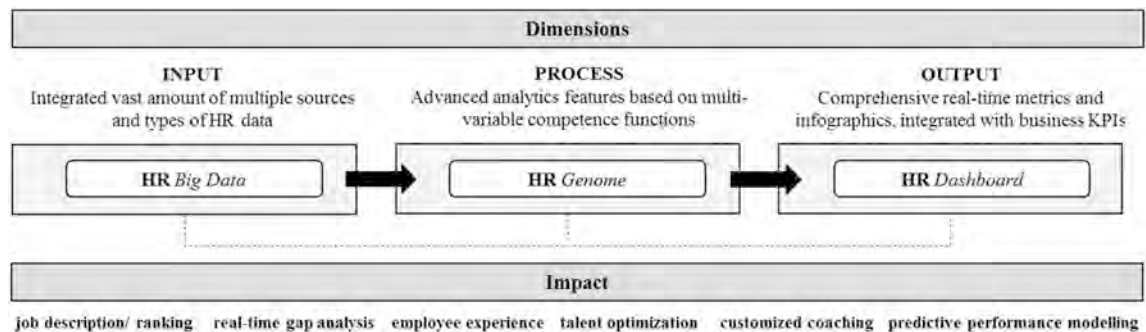 Dimensions
INPUT
Integrated vast amount of multiple sources
and types of HR data
PROCESS
Advanced analytics features based on multi-
variable competence functions
OUTPUT
Comprehensive real-time metrics and
infographics, integrated with business KPIs
HR Big Data
HR Genome
HR Dashboard
Impact
job description/ ranking real-time gap analysis employee experience talent optimization customized coaching predictive performance modelling